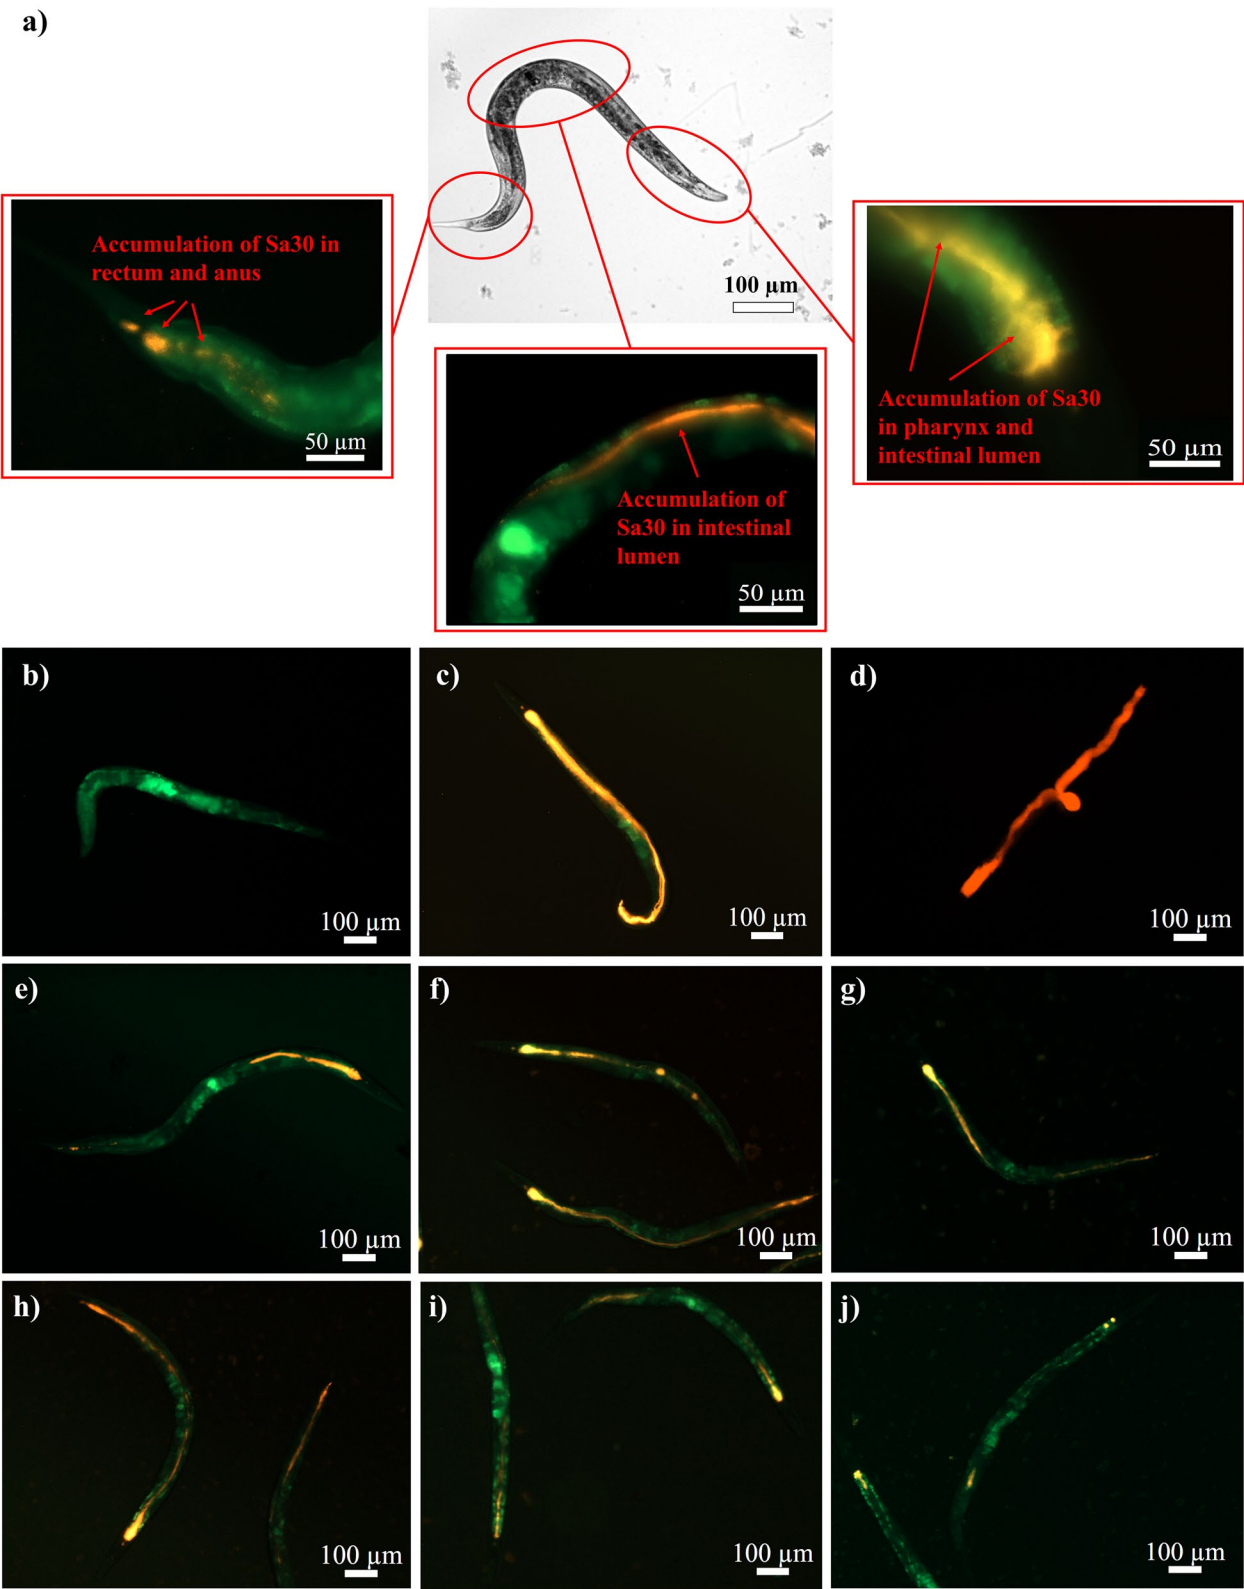 a)
100 µm
Accumulation of Sa30 in
rectum and anus
50 µm
Accumulation of
Sa30 in intestinal
lumen
50 µm
Accumulation of Sa30
in pharynx and
intestinal lumen
50 µm
b)
100 µm
c)
100 µm
d)
100 µm
e)
100 µm
f)
100 µm
g)
100 µm
h)
100 µm
i)
100 µm
j)
100 µm